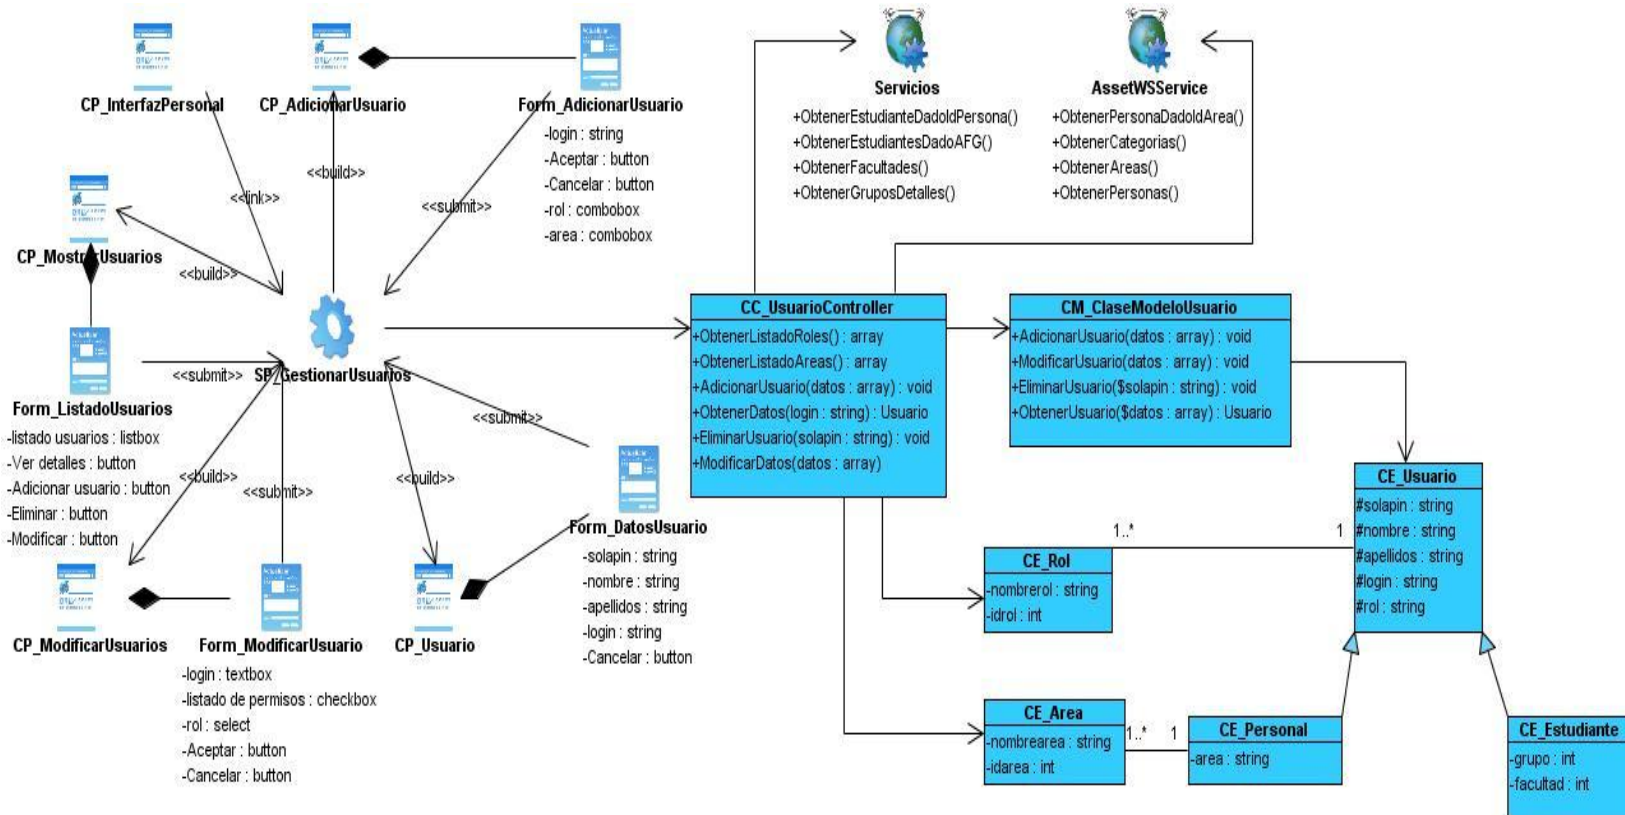 CP_InterfazPersonal
CP_AdicionarUsuario
Form_AdicionarUsuario
-login : string
-Aceptar : button
-Cancelar : button
-rol : combobox
-area : combobox
<<link>>
<<build>>
<<submit>>
CP_MostrarUsuarios
<<build>>
Form_ListadoUsuarios
-listado usuarios : listbox
-Ver detalles : button
-Adicionar usuario : button
-Eliminar : button
-Modificar : button
<<submit>>
SP_GestionarUsuarios
<<build>>
<<submit>>
<<build>>
<<submit>>
CP_ModificarUsuarios
Form_ModificarUsuario
-login : textbox
-listado de permisos : checkbox
-rol : select
-Aceptar : button
-Cancelar : button
CP_Usuario
Form_DatosUsuario
-solapin : string
-nombre : string
-apellidos : string
-login : string
-Cancelar : button
Servicios
+ObtenerEstudianteDadoIdPersona()
+ObtenerEstudiantesDadoAFG()
+ObtenerFacultades()
+ObtenerGruposDetalles()
AssetWSService
+ObtenerPersonaDadoIdArea()
+ObtenerCategorias()
+ObtenerAreas()
+ObtenerPersonas()
CC_UsuarioController
+ObtenerListadoRoles() : array
+ObtenerListadoAreas() : array
+AdicionarUsuario(datos : array) : void
+ObtenerDatos(login : string) : Usuario
+EliminarUsuario(solapin : string) : void
+ModificarDatos(datos : array)
CM_ClaseModeloUsuario
+AdicionarUsuario(datos : array) : void
+ModificarUsuario(datos : array) : void
+EliminarUsuario($solapin : string) : void
+ObtenerUsuario($datos : array) : Usuario
CE_Usuario
#solapin : string
#nombre : string
#apellidos : string
#login : string
#rol : string
1..*
1
CE_Rol
-nombrerol : string
-idrol : int
CE_Area
-nombrearea : string
-idarea : int
1..*
1
CE_Personal
-area : string
CE_Estudiante
-grupo : int
-facultad : int